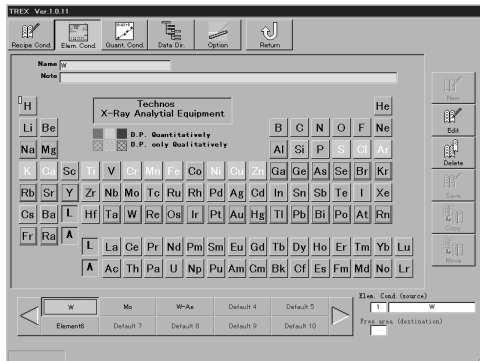 TREX Ver.1.0.11
Recipe Cond. Elem. Cond. Quant. Cond. Data Dir. Option Return
Name W
Note
Technos
X-Ray Analytial Equipment
D.P. Quantitatively
D.P. only Qualitatively
H He
Li Be B C N O F Ne
Na Mg Al Si P S Cl Ar
K Ca Sc Ti V Cr Mn Fe Co Ni Cu Zn Ga Ge As Se Br Kr
Rb Sr Y Zr Nb Mo Tc Ru Rh Pd Ag Cd In Sn Sb Te I Xe
Cs Ba L Hf Ta W Re Os Ir Pt Au Hg Tl Pb Bi Po At Rn
Fr Ra A
L La Ce Pr Nd Pm Sm Eu Gd Tb Dy Ho Er Tm Yb Lu
A Ac Th Pa U Np Pu Am Cm Bk Cf Es Fm Md No Lr
New
Edit
Delete
Save
Copy
Move
W Mo W-As Default 4 Default 5
Element6 Default 7 Default 8 Default 9 Default 10
Elem. Cond. (source)
1 W
Free area (destination)